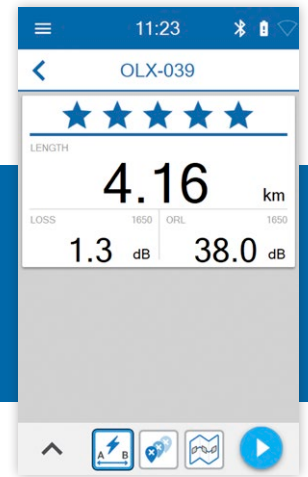 11:23
OLX-039
LENGTH
4.16 km
LOSS 1650 ORL 1650
1.3 dB 38.0 dB
A B